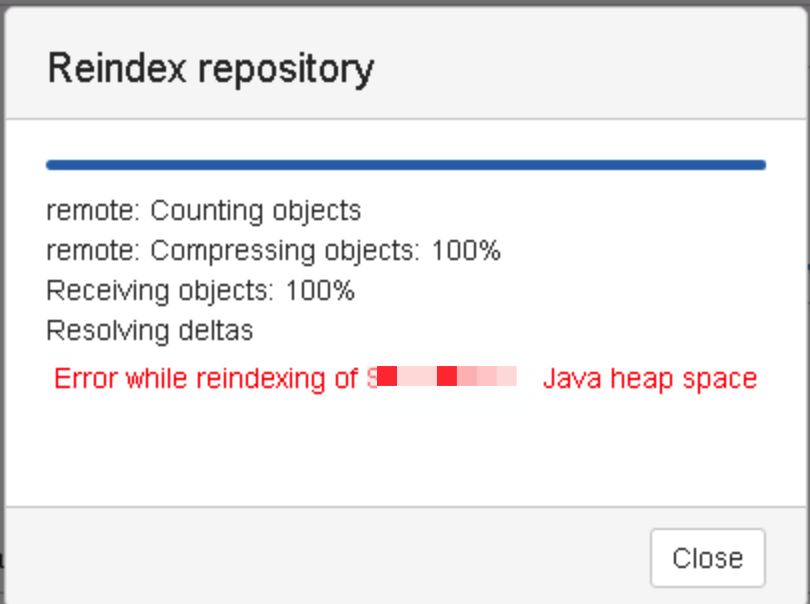 Reindex repository
remote: Counting objects
remote: Compressing objects: 100%
Receiving objects: 100%
Resolving deltas
Error while reindexing of Java heap space
Close